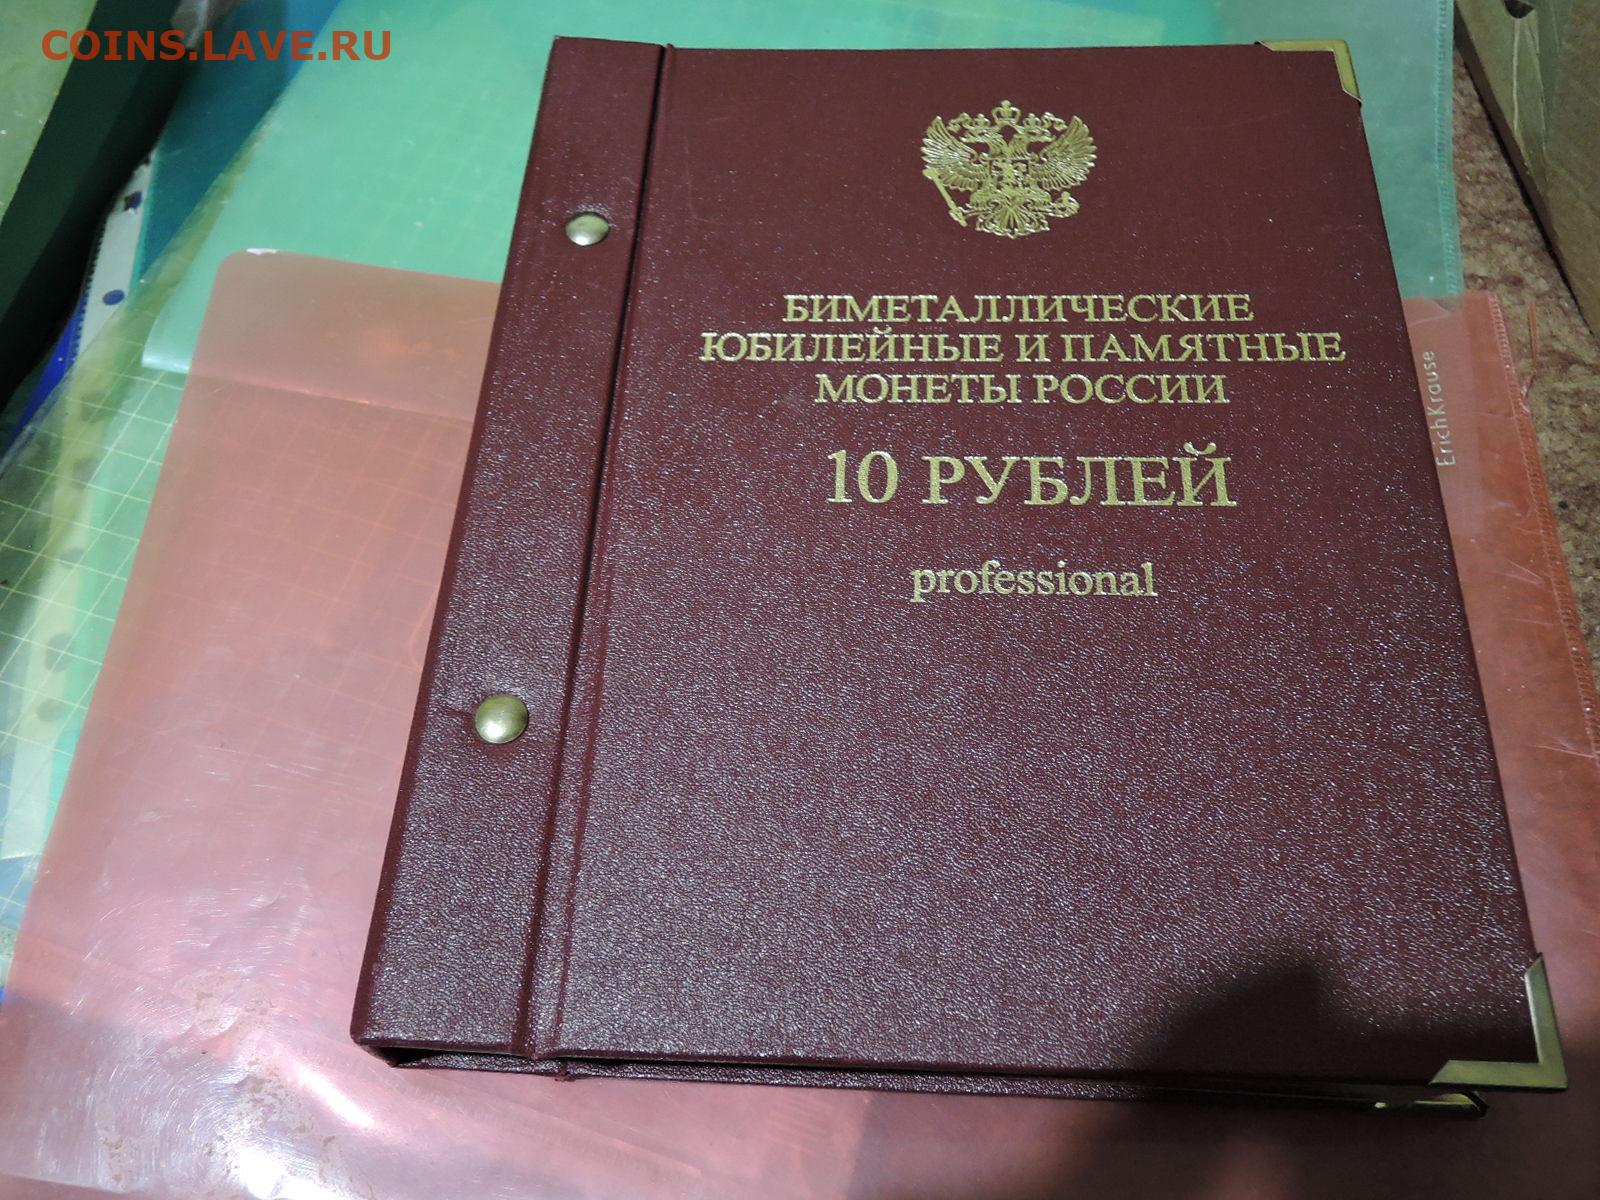 COINS.LAVE.RU
БИМЕТАЛЛИЧЕСКИЕ
ЮБИЛЕЙНЫЕ И ПАМЯТНЫЕ
МОНЕТЫ РОССИИ
10 РУБЛЕЙ
professional
ErichKrause